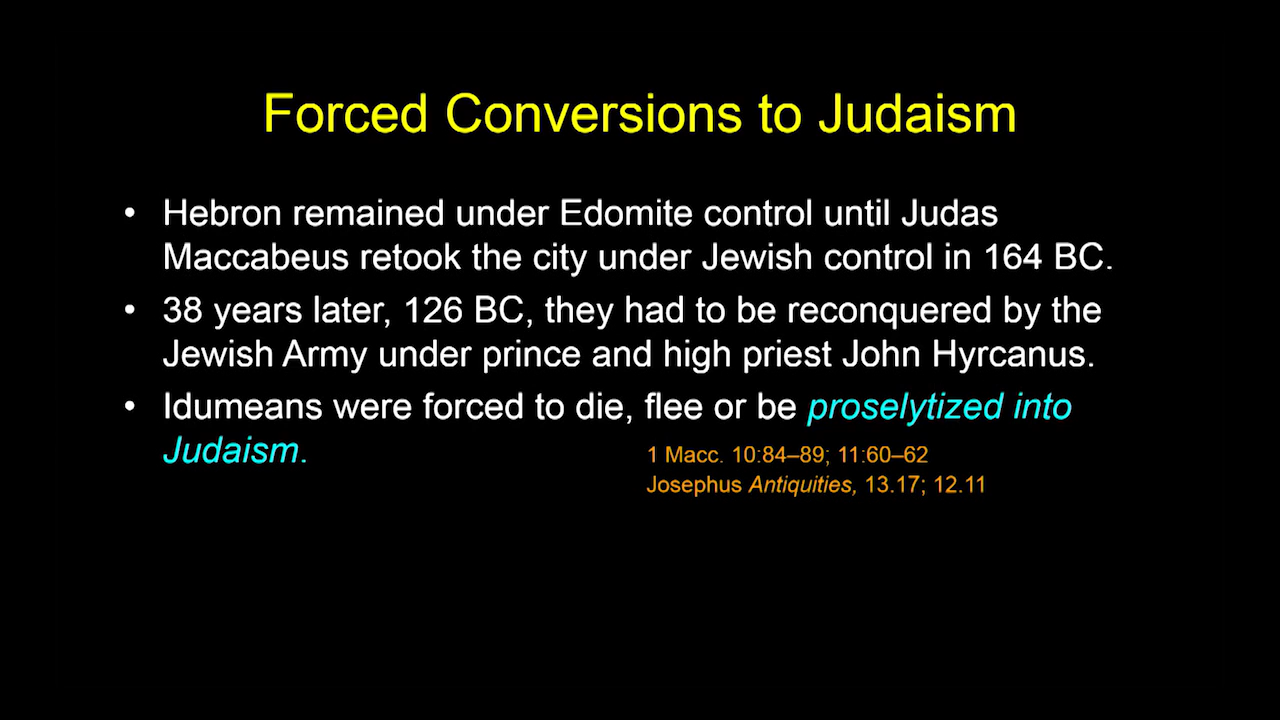 Forced Conversions to Judaism
• Hebron remained under Edomite control until Judas
Maccabeus retook the city under Jewish control in 164 BC.
• 38 years later, 126 BC, they had to be reconquered by the
Jewish Army under prince and high priest John Hyrcanus.
• Idumeans were forced to die, flee or be proselytized into
Judaism.
1 Macc. 10:84–89; 11:60–62
Josephus Antiquities, 13.17; 12.11